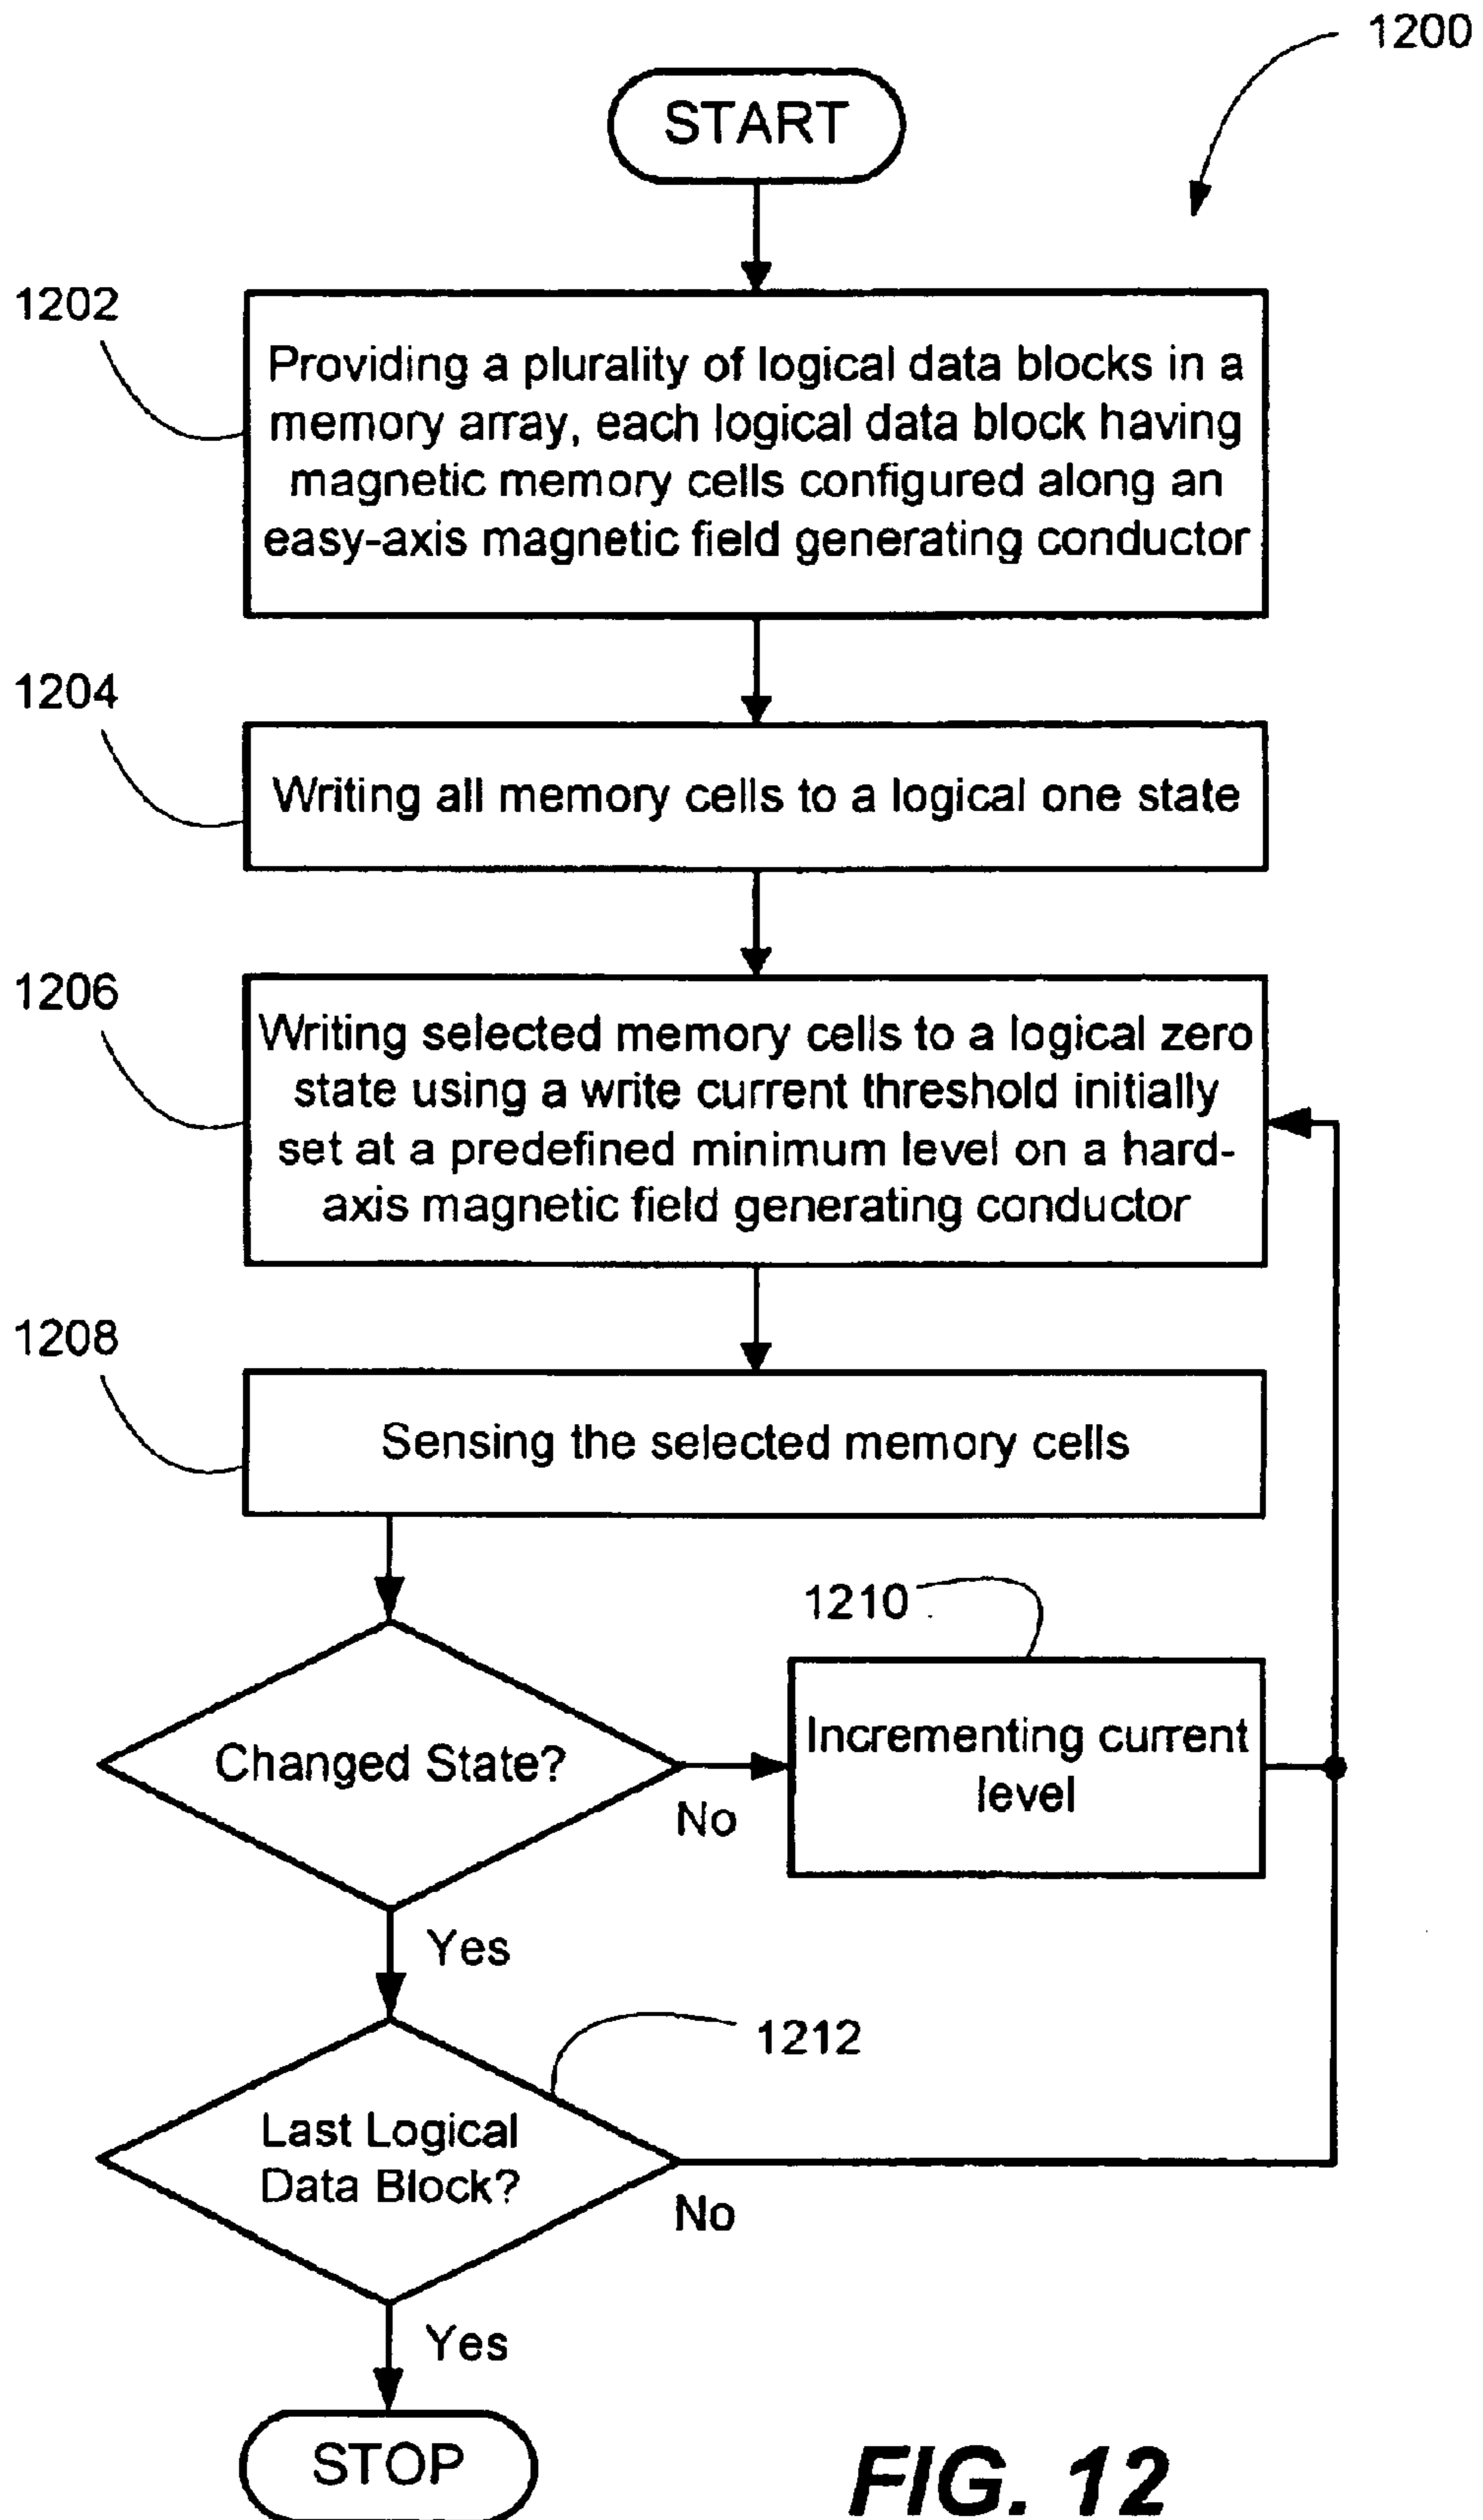 1200
START
1202
Providing a plurality of logical data blocks in a
memory array, each logical data block having
magnetic memory cells configured along an
easy-axis magnetic field generating conductor
1204
Writing all memory cells to a logical one state
1206
Writing selected memory cells to a logical zero
state using a write current threshold initially
set at a predefined minimum level on a hard-
axis magnetic field generating conductor
1208
Sensing the selected memory cells
1210
Changed State?
No
Incrementing current
level
Yes
1212
Last Logical
Data Block?
No
Yes
STOP
FIG. 12